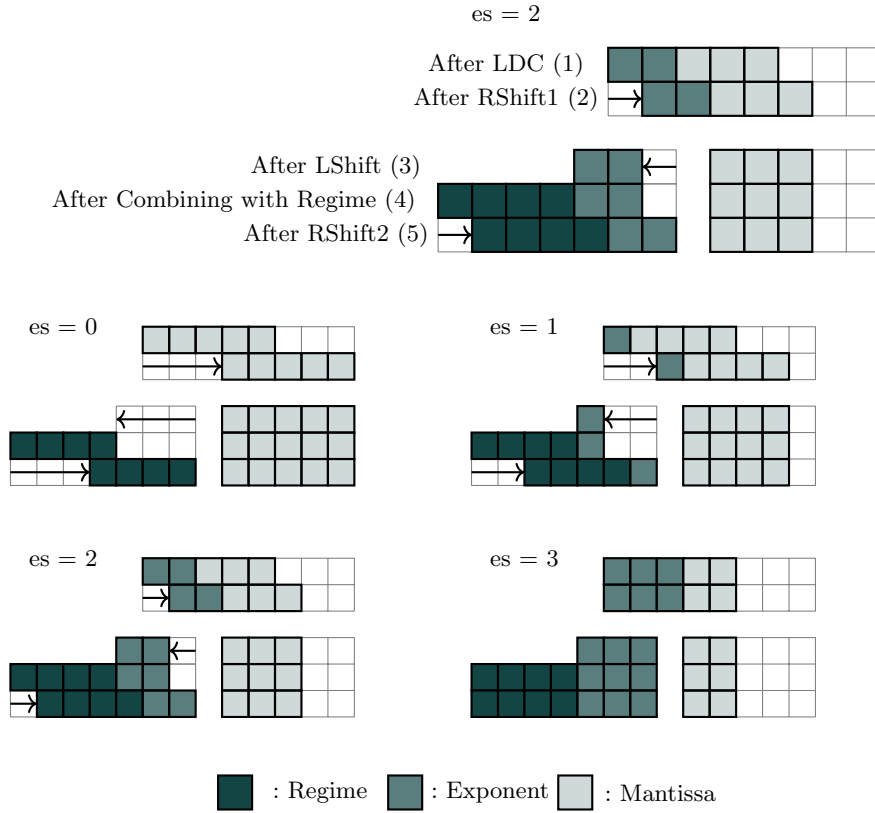 es = 2
After LDC (1)
After RShift1 (2)
After LShift (3)
After Combining with Regime (4)
After RShift2 (5)
es = 0
es = 1
es = 2
es = 3
: Regime : Exponent : Mantissa